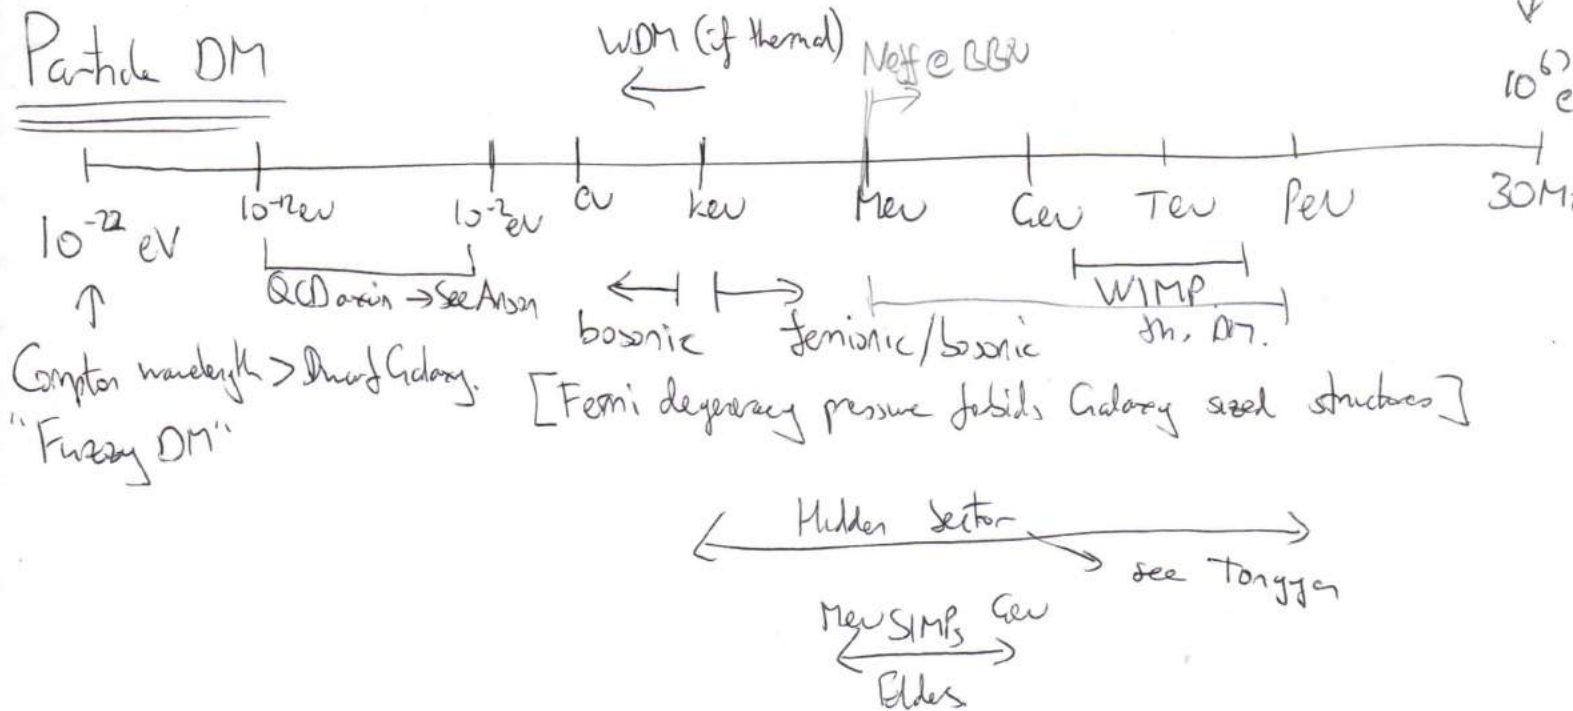 Particle DM
WDM (if thermal)
Neff @ BBN
10^67 e
10^-22 eV
10^-12 eV
10^-2 eV
eV
keV
MeV
GeV
TeV
PeV
30M
QCD axion → See Anson
bosonic
fermionic/bosonic
WIMP
th. DM.
Compton wavelength > Dwarf Galaxy.
"Fuzzy DM"
[Fermi degeneracy pressure forbids Galaxy sized structures]
Hidden Sector
see Tongyan
MeV SIMPs GeV
Elders